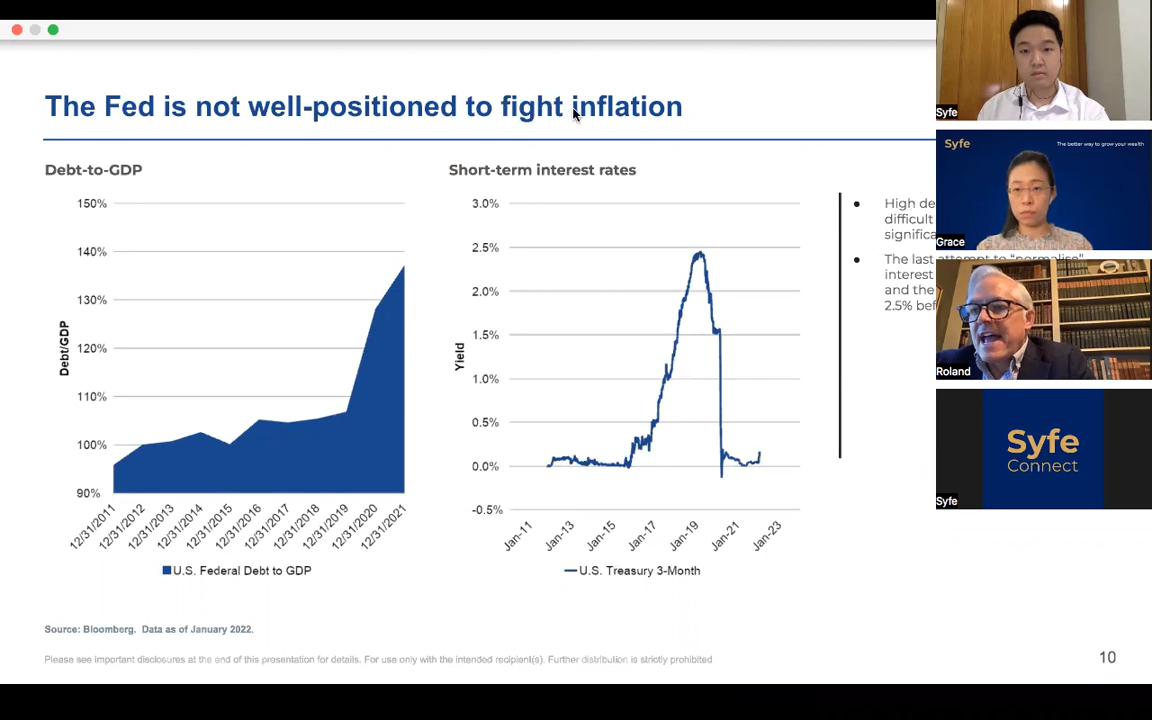 The Fed is not well-positioned to fight inflation
Debt-to-GDP
150%
140%
130%
120%
110%
100%
90%
Debt/GDP
12/31/2011
12/31/2012
12/31/2013
12/31/2014
12/31/2015
12/31/2016
12/31/2017
12/31/2018
12/31/2019
12/31/2020
12/31/2021
U.S. Federal Debt to GDP
Short-term interest rates
3.0%
2.5%
2.0%
1.5%
1.0%
0.5%
0.0%
-0.5%
Yield
Jan-11
Jan-13
Jan-15
Jan-17
Jan-19
Jan-21
Jan-23
U.S. Treasury 3-Month
• High de
difficult
significa
• The last attempt to "normalise"
interest
and the
2.5% bef
Source: Bloomberg. Data as of January 2022.
Please see important disclosures at the end of this presentation for details. For use only with the intended recipient(s). Further distribution is strictly prohibited
10
Syfe
Syfe
The better way to grow your wealth
Grace
Roland
Syfe
Connect
Syfe